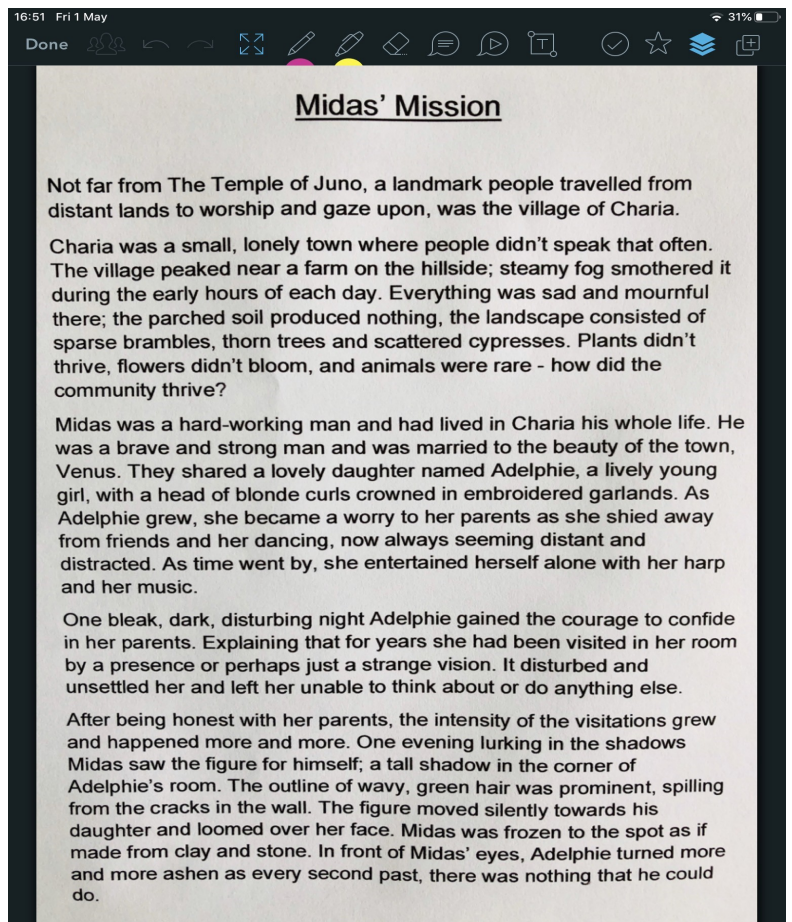 16:51 Fri 1 May
31%
Done
T
Midas' Mission
Not far from The Temple of Juno, a landmark people travelled from
distant lands to worship and gaze upon, was the village of Charia.
Charia was a small, lonely town where people didn't speak that often.
The village peaked near a farm on the hillside; steamy fog smothered it
during the early hours of each day. Everything was sad and mournful
there; the parched soil produced nothing, the landscape consisted of
sparse brambles, thorn trees and scattered cypresses. Plants didn't
thrive, flowers didn't bloom, and animals were rare - how did the
community thrive?
Midas was a hard-working man and had lived in Charia his whole life. He
was a brave and strong man and was married to the beauty of the town,
Venus. They shared a lovely daughter named Adelphie, a lively young
girl, with a head of blonde curls crowned in embroidered garlands. As
Adelphie grew, she became a worry to her parents as she shied away
from friends and her dancing, now always seeming distant and
distracted. As time went by, she entertained herself alone with her harp
and her music.
One bleak, dark, disturbing night Adelphie gained the courage to confide
in her parents. Explaining that for years she had been visited in her room
by a presence or perhaps just a strange vision. It disturbed and
unsettled her and left her unable to think about or do anything else.
After being honest with her parents, the intensity of the visitations grew
and happened more and more. One evening lurking in the shadows
Midas saw the figure for himself; a tall shadow in the corner of
Adelphie's room. The outline of wavy, green hair was prominent, spilling
from the cracks in the wall. The figure moved silently towards his
daughter and loomed over her face. Midas was frozen to the spot as if
made from clay and stone. In front of Midas' eyes, Adelphie turned more
and more ashen as every second past, there was nothing that he could
do.